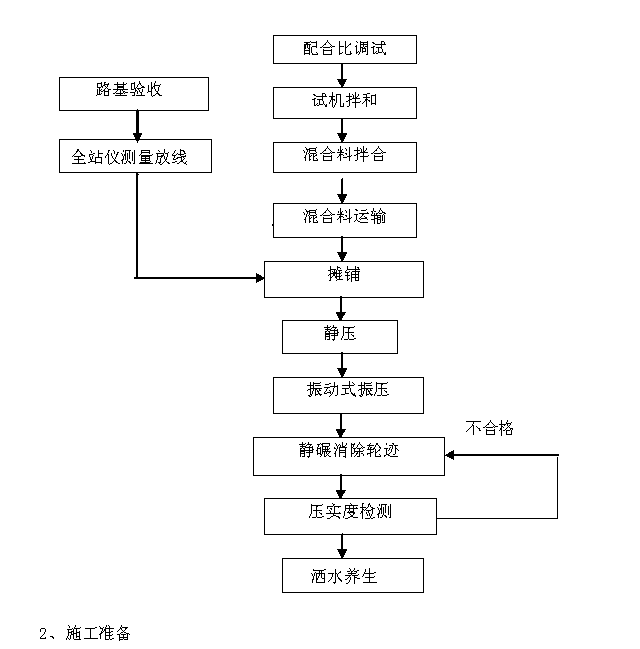 配合比调试
路基验收
试机拌和
全站仪测量放线
混合料拌合
混合料运输
摊铺
静压
振动式振压
不合格
静碾消除轮迹
压实度检测
洒水养生
2、施工准备